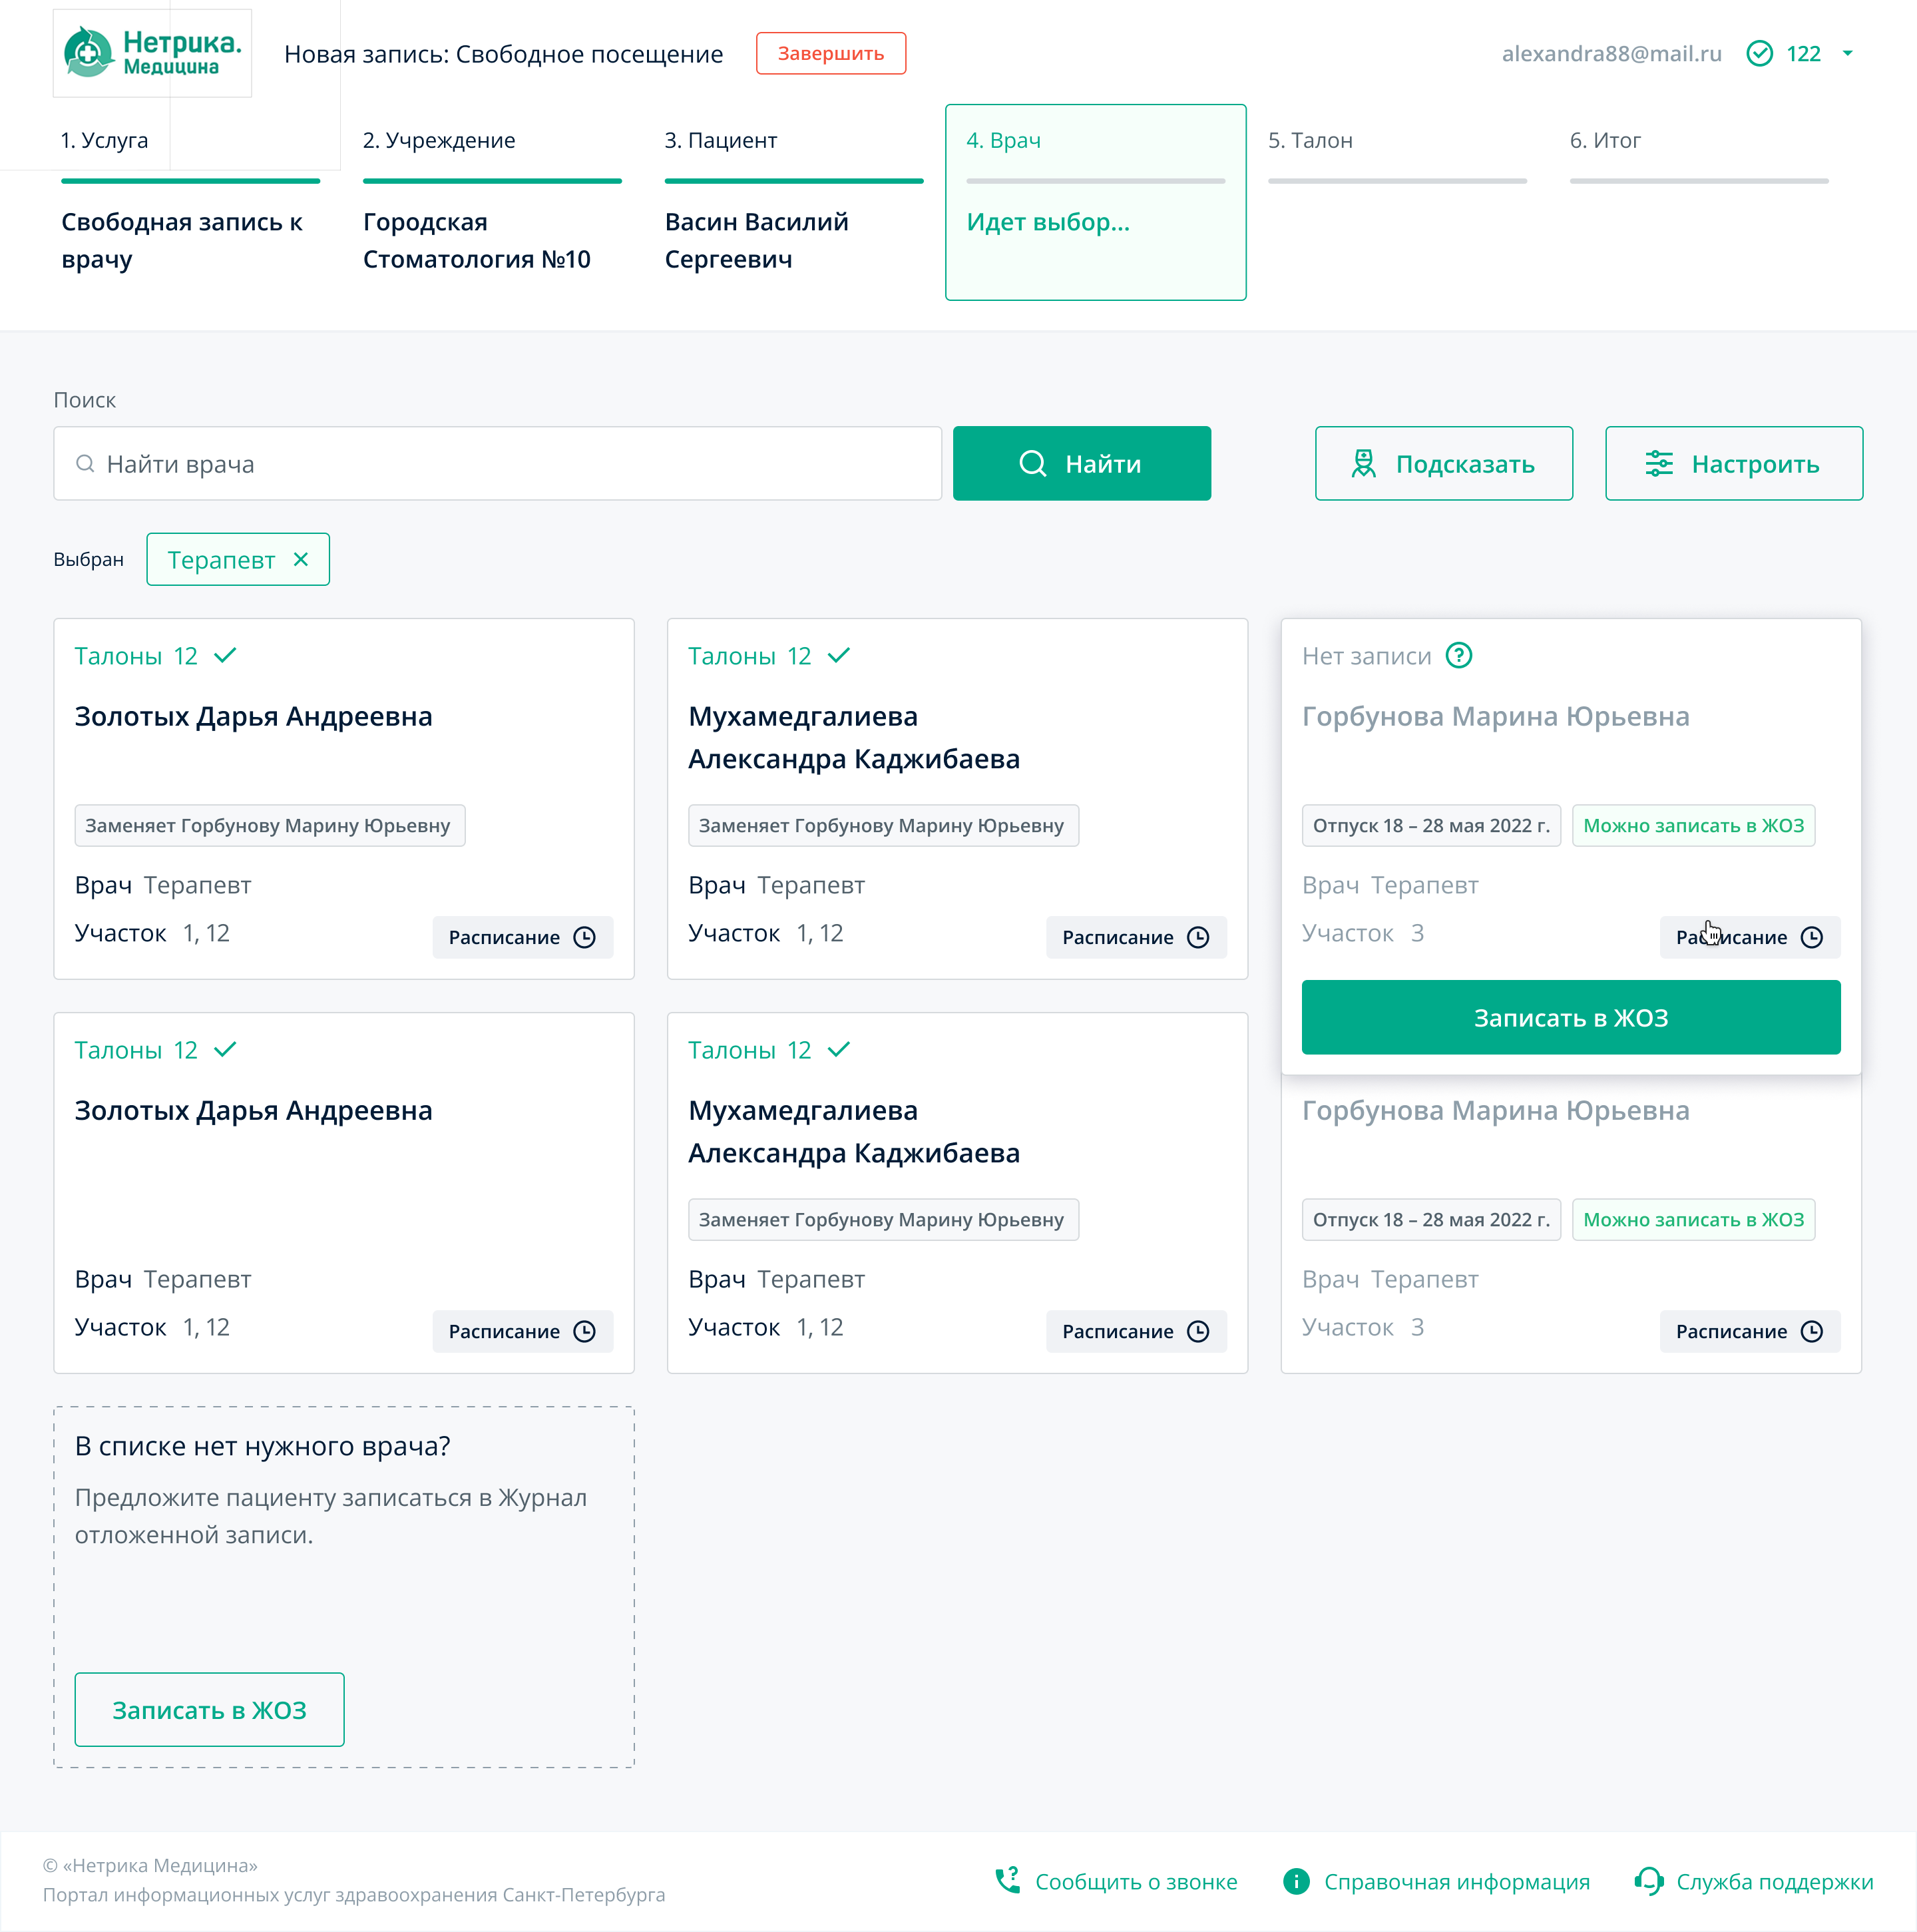 Нетрика.
Медицина
Новая запись: Свободное посещение
Завершить
alexandra88@mail.ru
122
1. Услуга
Свободная запись к
врачу
2. Учреждение
Городская
Стоматология №10
3. Пациент
Васин Василий
Сергеевич
4. Врач
Идет выбор...
5. Талон
6. Итог
Поиск
Найти врача
Найти
Подсказать
Настроить
Выбран
Терапевт
Талоны 12
Золотых Дарья Андреевна
Заменяет Горбунову Марину Юрьевну
Врач Терапевт
Участок 1, 12
Расписание
Талоны 12
Мухамедгалиева
Александра Каджибаева
Заменяет Горбунову Марину Юрьевну
Врач Терапевт
Участок 1, 12
Расписание
Нет записи
Горбунова Марина Юрьевна
Отпуск 18 – 28 мая 2022 г.
Можно записать в ЖОЗ
Врач Терапевт
Участок 3
Расписание
Записать в ЖОЗ
Талоны 12
Золотых Дарья Андреевна
Врач Терапевт
Участок 1, 12
Расписание
Талоны 12
Мухамедгалиева
Александра Каджибаева
Заменяет Горбунову Марину Юрьевну
Врач Терапевт
Участок 1, 12
Расписание
Горбунова Марина Юрьевна
Отпуск 18 – 28 мая 2022 г.
Можно записать в ЖОЗ
Врач Терапевт
Участок 3
Расписание
В списке нет нужного врача?
Предложите пациенту записаться в Журнал
отложенной записи.
Записать в ЖОЗ
© «Нетрика Медицина»
Портал информационных услуг здравоохранения Санкт-Петербурга
Сообщить о звонке
Справочная информация
Служба поддержки